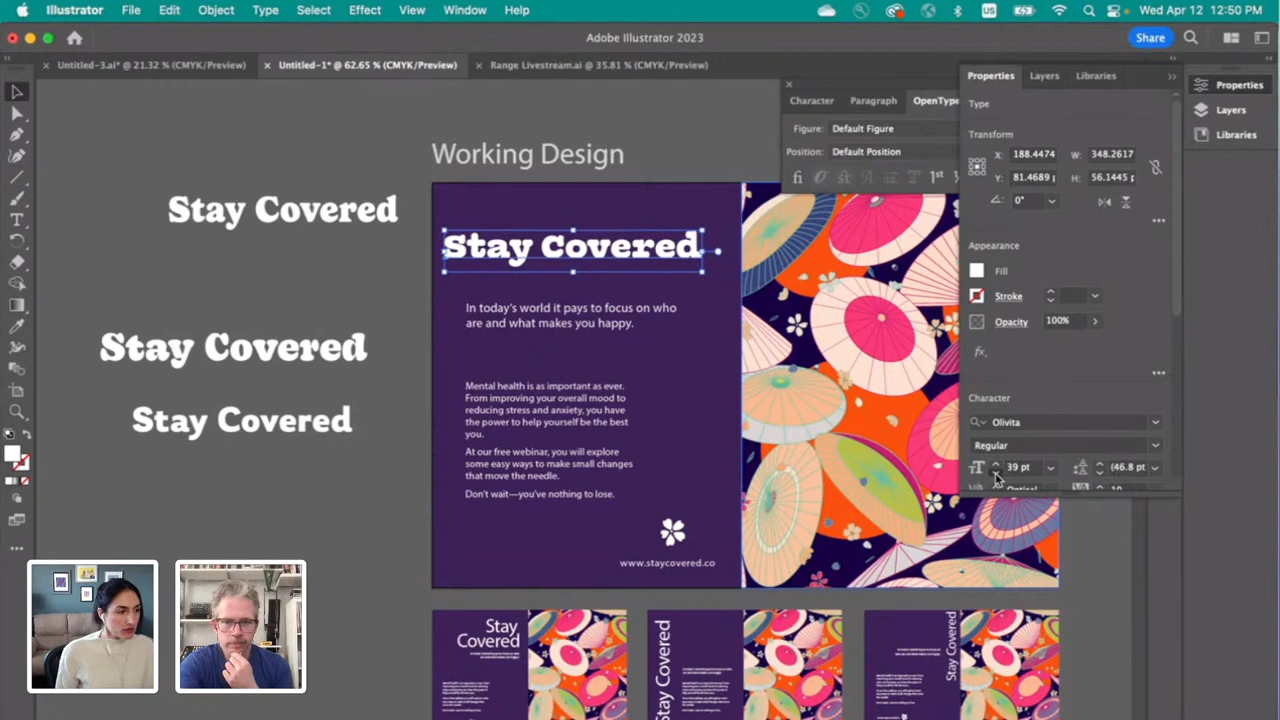 Illustrator File Edit Object Type Select Effect View Window Help
US Wed Apr 12 12:50 PM
Adobe Illustrator 2023
Share
Untitled-3.ai* @ 21.32 % (CMYK/Preview)
Untitled-1* @ 62.65 % (CMYK/Preview)
Range Livestream.ai @ 35.81 % (CMYK/Preview)
Character Paragraph OpenType
Figure: Default Figure
Position: Default Position
Properties Layers Libraries
Type
Transform
X: 188.4474 W: 348.2617
Y: 81.4689 p H: 56.1445 p
0°
Appearance
Fill
Stroke
Opacity 100%
fx.
Character
Olivita
Regular
39 pt (46.8 pt
Optical 10
Properties
Layers
Libraries
Working Design
Stay Covered
Stay Covered
Stay Covered
Stay Covered
In today's world it pays to focus on who
are and what makes you happy.
Mental health is as important as ever.
From improving your overall mood to
reducing stress and anxiety, you have
the power to help yourself be the best
you.
At our free webinar, you will explore
some easy ways to make small changes
that move the needle.
Don't wait—you've nothing to lose.
www.staycovered.co
Stay
Covered
Stay Covered
Stay Covered